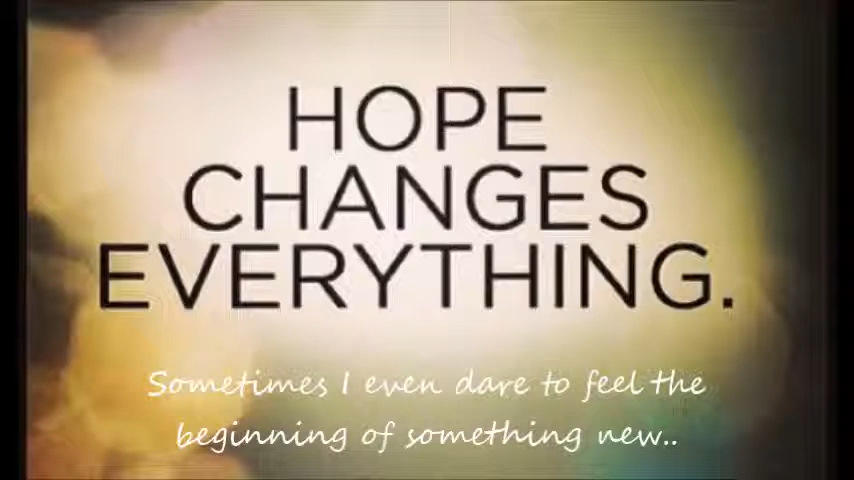 HOPE
CHANGES
EVERYTHING.
Sometimes I even dare to feel the
beginning of something new..